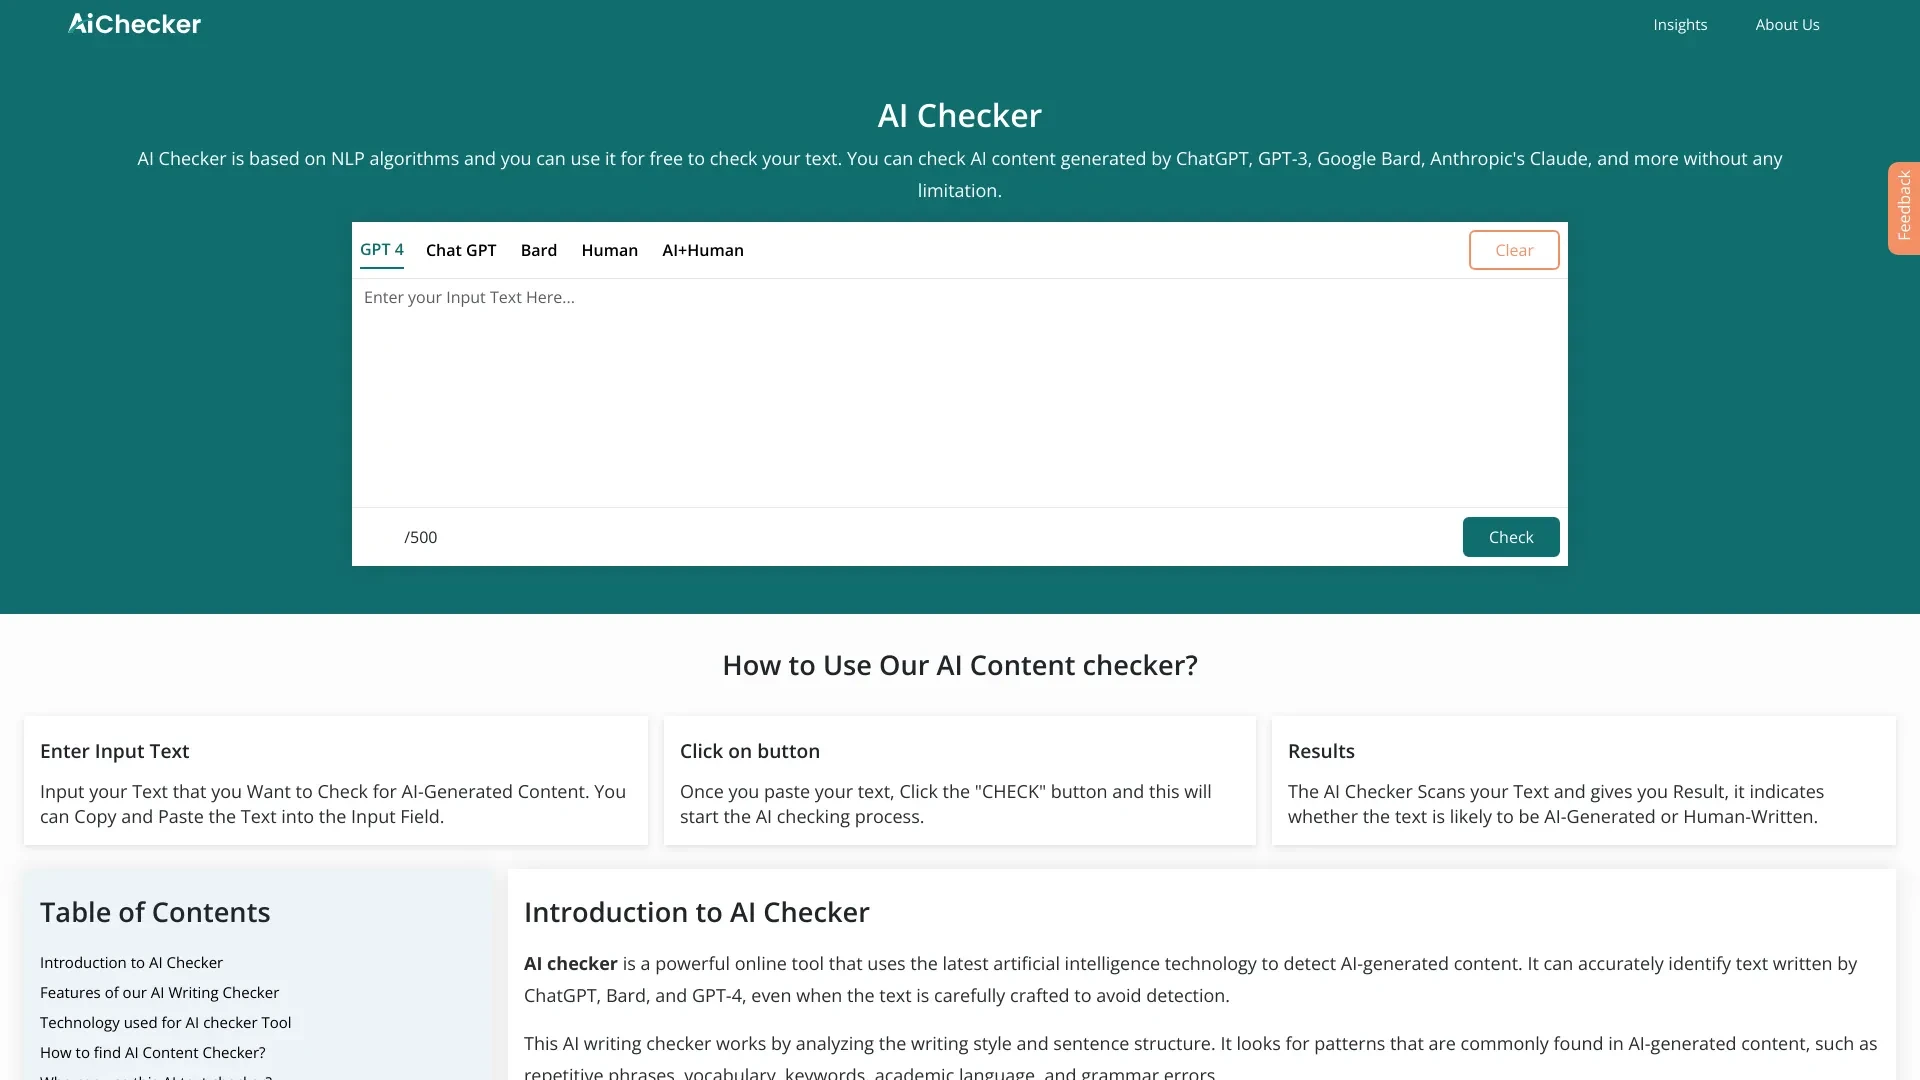 AiChecker
Insights
About Us
AI Checker
AI Checker is based on NLP algorithms and you can use it for free to check your text. You can check AI content generated by ChatGPT, GPT-3, Google Bard, Anthropic's Claude, and more without any
limitation.
Feedback
GPT 4
Chat GPT
Bard
Human
AI+Human
Clear
Enter your Input Text Here...
/500
Check
How to Use Our AI Content checker?
Enter Input Text
Input your Text that you Want to Check for AI-Generated Content. You
can Copy and Paste the Text into the Input Field.
Click on button
Once you paste your text, Click the "CHECK" button and this will
start the AI checking process.
Results
The AI Checker Scans your Text and gives you Result, it indicates
whether the text is likely to be AI-Generated or Human-Written.
Table of Contents
Introduction to AI Checker
Features of our AI Writing Checker
Technology used for AI checker Tool
How to find AI Content Checker?
Who can use this AI text checker?
Introduction to AI Checker
AI checker is a powerful online tool that uses the latest artificial intelligence technology to detect AI-generated content. It can accurately identify text written by
ChatGPT, Bard, and GPT-4, even when the text is carefully crafted to avoid detection.
This AI writing checker works by analyzing the writing style and sentence structure. It looks for patterns that are commonly found in AI-generated content, such as
repetitive phrases, vocabulary, keywords, academic language, and grammar errors.